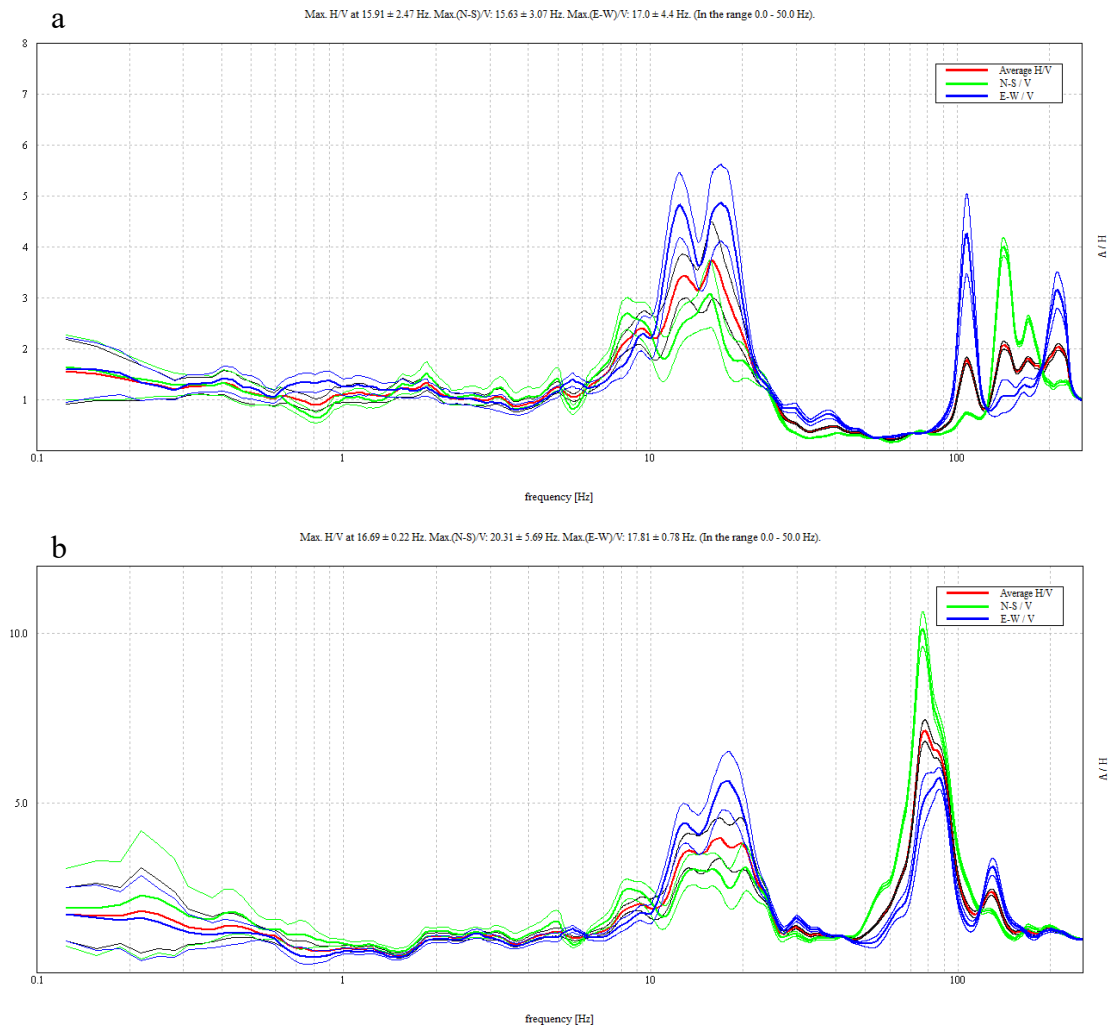 a
Max. H/V at 15.91 ± 2.47 Hz. Max.(N-S)/V: 15.63 ± 3.07 Hz. Max.(E-W)/V: 17.0 ± 4.4 Hz. (In the range 0.0 - 50.0 Hz).
8
7
6
5
4
3
2
1
Average H/V
N-S / V
E-W / V
H / V
0.1
1
10
100
frequency [Hz]
b
Max. H/V at 16.69 ± 0.22 Hz. Max.(N-S)/V: 20.31 ± 5.69 Hz. Max.(E-W)/V: 17.81 ± 0.78 Hz. (In the range 0.0 - 50.0 Hz).
10.0
5.0
Average H/V
N-S / V
E-W / V
H / V
0.1
1
10
100
frequency [Hz]